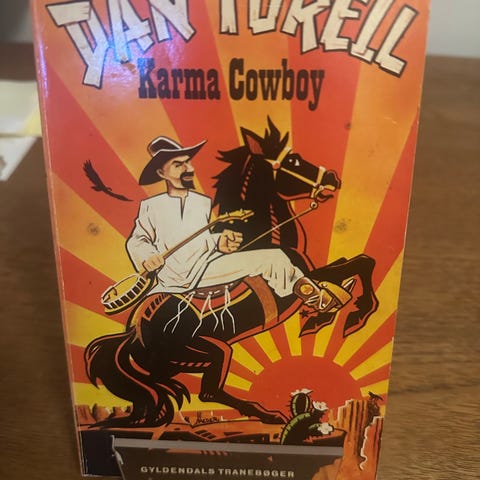 DAN TURELL
Karma Cowboy
GYLDENDALS TRANEBØGER